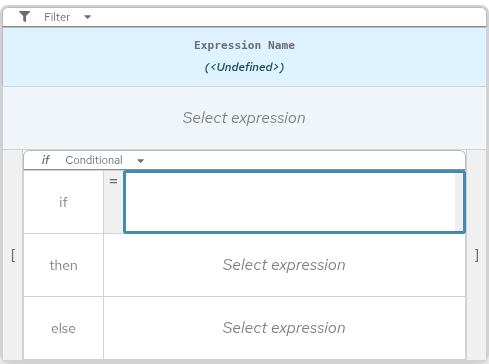 Filter
Expression Name
(<Undefined>)
Select expression
if Conditional
if =
[ then Select expression ]
else Select expression